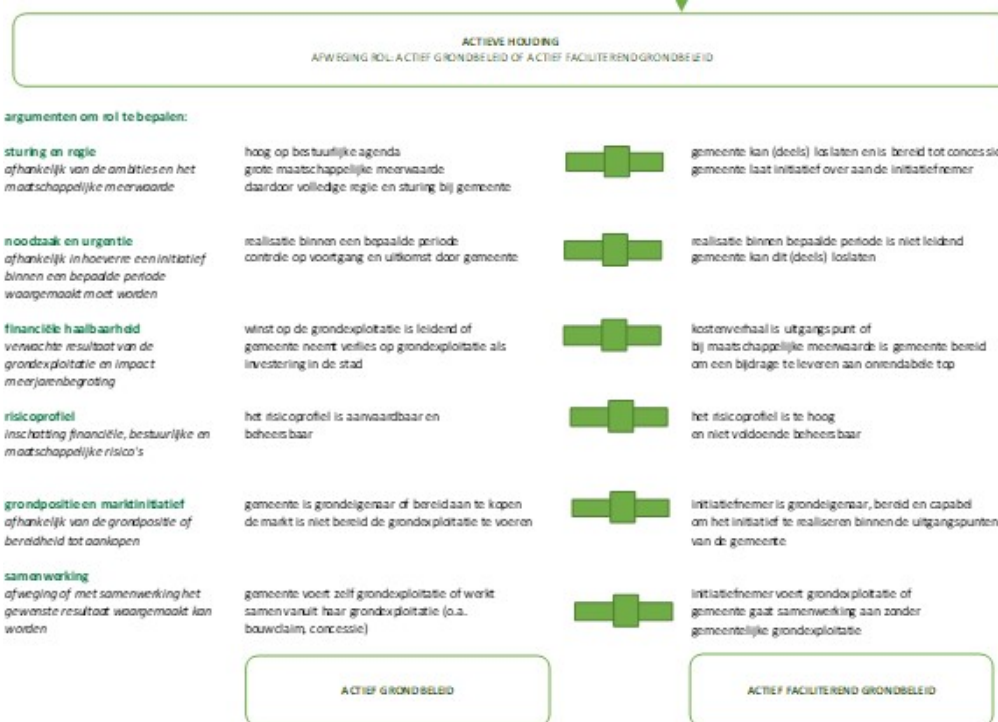 ACTIEVE HOUDING
AFWEGING ROL: ACTIEF GRONDBELEID OF ACTIEF FACILITEREND GRONDBELEID
argumenten om rol te bepalen:
sturing en regie
afhankelijk van de ambities en het
maatschappelijke meerwaarde
hoog op bestuurlijke agenda
grote maatschappelijke meerwaarde
daardoor volledige regie en sturing bij gemeente
gemeente kan (deels) loslaten en is bereid tot concessie
gemeente laat initiatief over aan de initiatiefnemer
noodzaak en urgentie
afhankelijk in hoeverre een initiatief
binnen een bepaalde periode
waargemaakt moet worden
realisatie binnen een bepaalde periode
controle op voortgang en uitkomst door gemeente
realisatie binnen bepaalde periode is niet leidend
gemeente kan dit (deels) loslaten
financiële haalbaarheid
verwachte resultaat van de
grondexploitatie en impact
meerjarenbegroting
winst op de grondexploitatie is leidend of
gemeente neemt verlies op grondexploitatie als
investering in de stad
kostenverhaal is uitgangspunt of
bij maatschappelijke meerwaarde is gemeente bereid
om een bijdrage te leveren aan onrendabele top
risicoprofiel
inschatting financiële, bestuurlijke en
maatschappelijke risico's
het risicoprofiel is aanvaardbaar en
beheersbaar
het risicoprofiel is te hoog
en niet voldoende beheersbaar
grondpositie en marktinitiatief
afhankelijk van de grondpositie of
bereidheid tot aankopen
gemeente is grondeigenaar of bereid aan te kopen
de markt is niet bereid de grondexploitatie te voeren
initiatiefnemer is grondeigenaar, bereid en capabel
om het initiatief te realiseren binnen de uitgangspunten
van de gemeente
samenwerking
afweging of met samenwerking het
gewenste resultaat waargemaakt kan
worden
gemeente voert zelf grondexploitatie of werkt
samen vanuit haar grondexploitatie (o.a.
bouwclaim, concessie)
initiatiefnemer voert grondexploitatie of
gemeente gaat samenwerking aan zonder
gemeentelijke grondexploitatie
ACTIEF GRONDBELEID
ACTIEF FACILITEREND GRONDBELEID